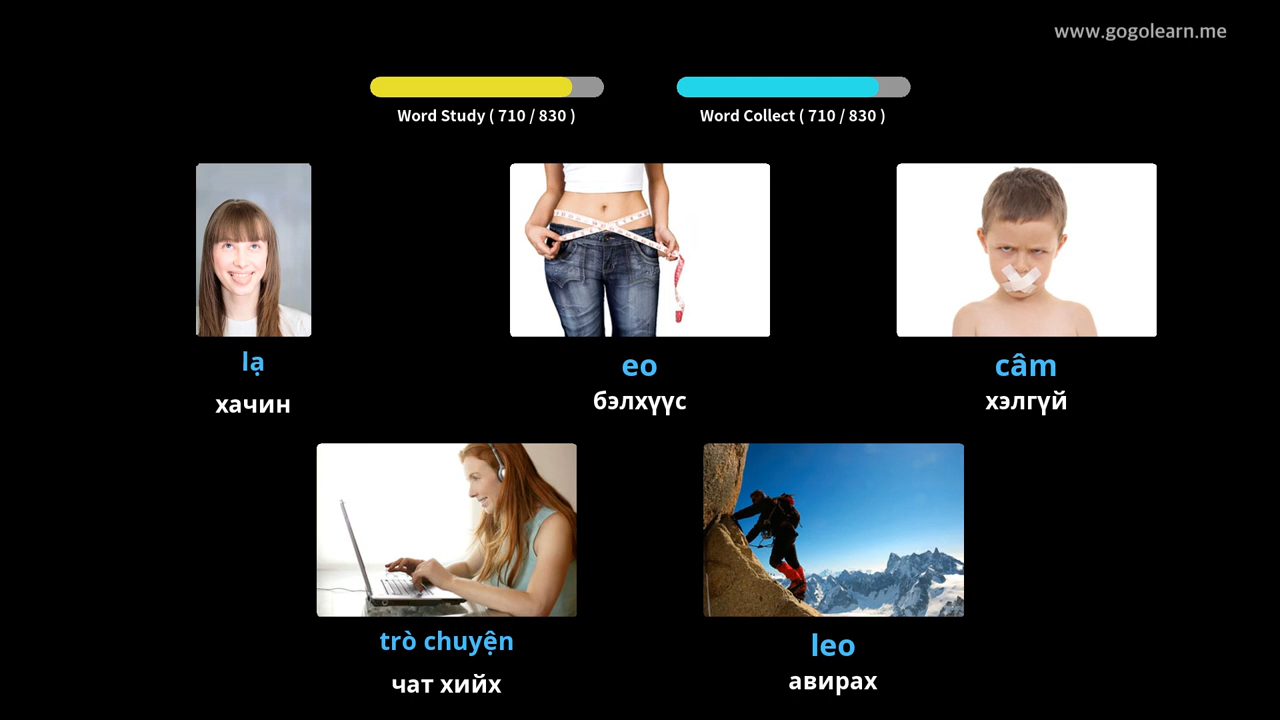 www.gogolearn.me
Word Study ( 710 / 830 )
Word Collect ( 710 / 830 )
lạ
хачин
eo
бэлхүүс
câm
хэлгүй
trò chuyện
чат хийх
leo
авирах